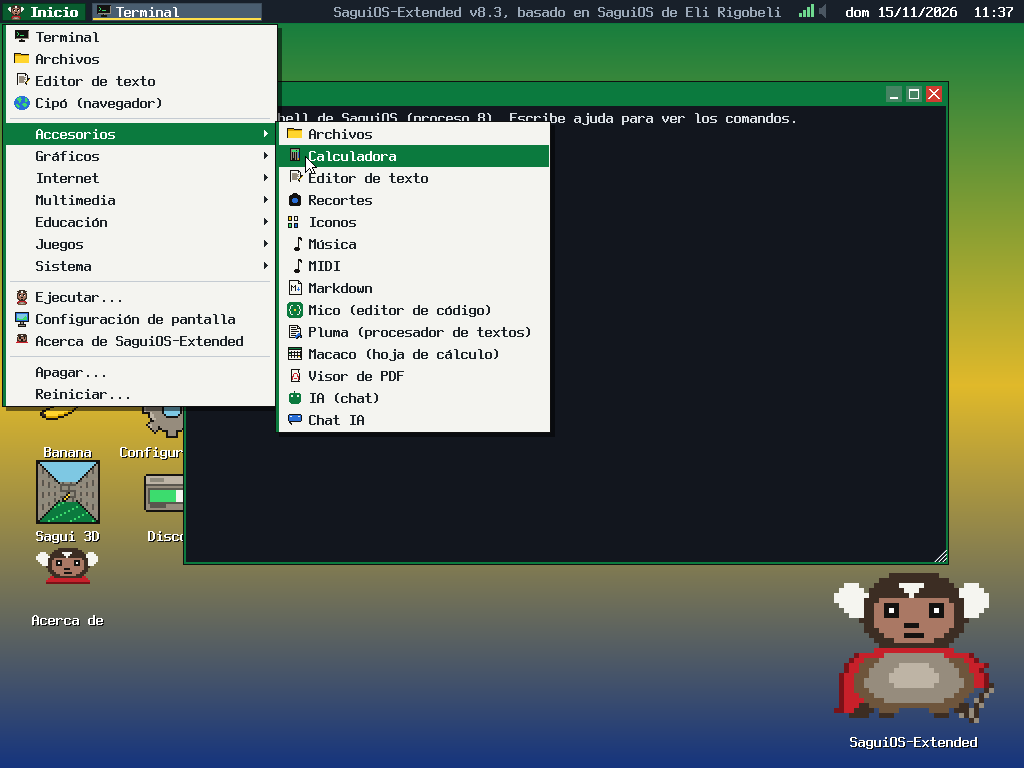 Inicio
Terminal
SaguiOS-Extended v8.3, basado en SaguiOS de Eli Rigobeli
dom 15/11/2026 11:37
Terminal
Archivos
Editor de texto
Cipó (navegador)
Accesorios
Gráficos
Internet
Multimedia
Educación
Juegos
Sistema
Ejecutar...
Configuración de pantalla
Acerca de SaguiOS-Extended
Apagar...
Reiniciar...
de SaguiOS (proceso 8). Escribe ayuda para ver los comandos.
Archivos
Calculadora
Editor de texto
Recortes
Iconos
Música
MIDI
Markdown
Mico (editor de código)
Pluma (procesador de textos)
Macaco (hoja de cálculo)
Visor de PDF
IA (chat)
Chat IA
Banana
Configur
Sagui 3D
Disco
Acerca de
SaguiOS-Extended